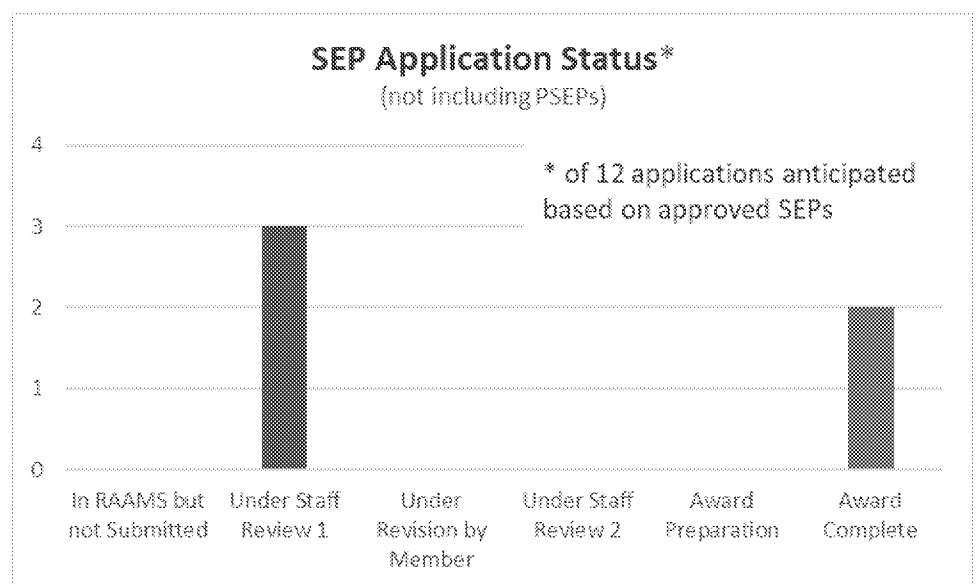 SEP Application Status*
(not including PSEPs)
* of 12 applications anticipated
based on approved SEPs
4
3
2
1
0
In RAAMS but
not Submitted
Under Staff
Review 1
Under
Revision by
Member
Under Staff
Review 2
Award
Preparation
Award
Complete